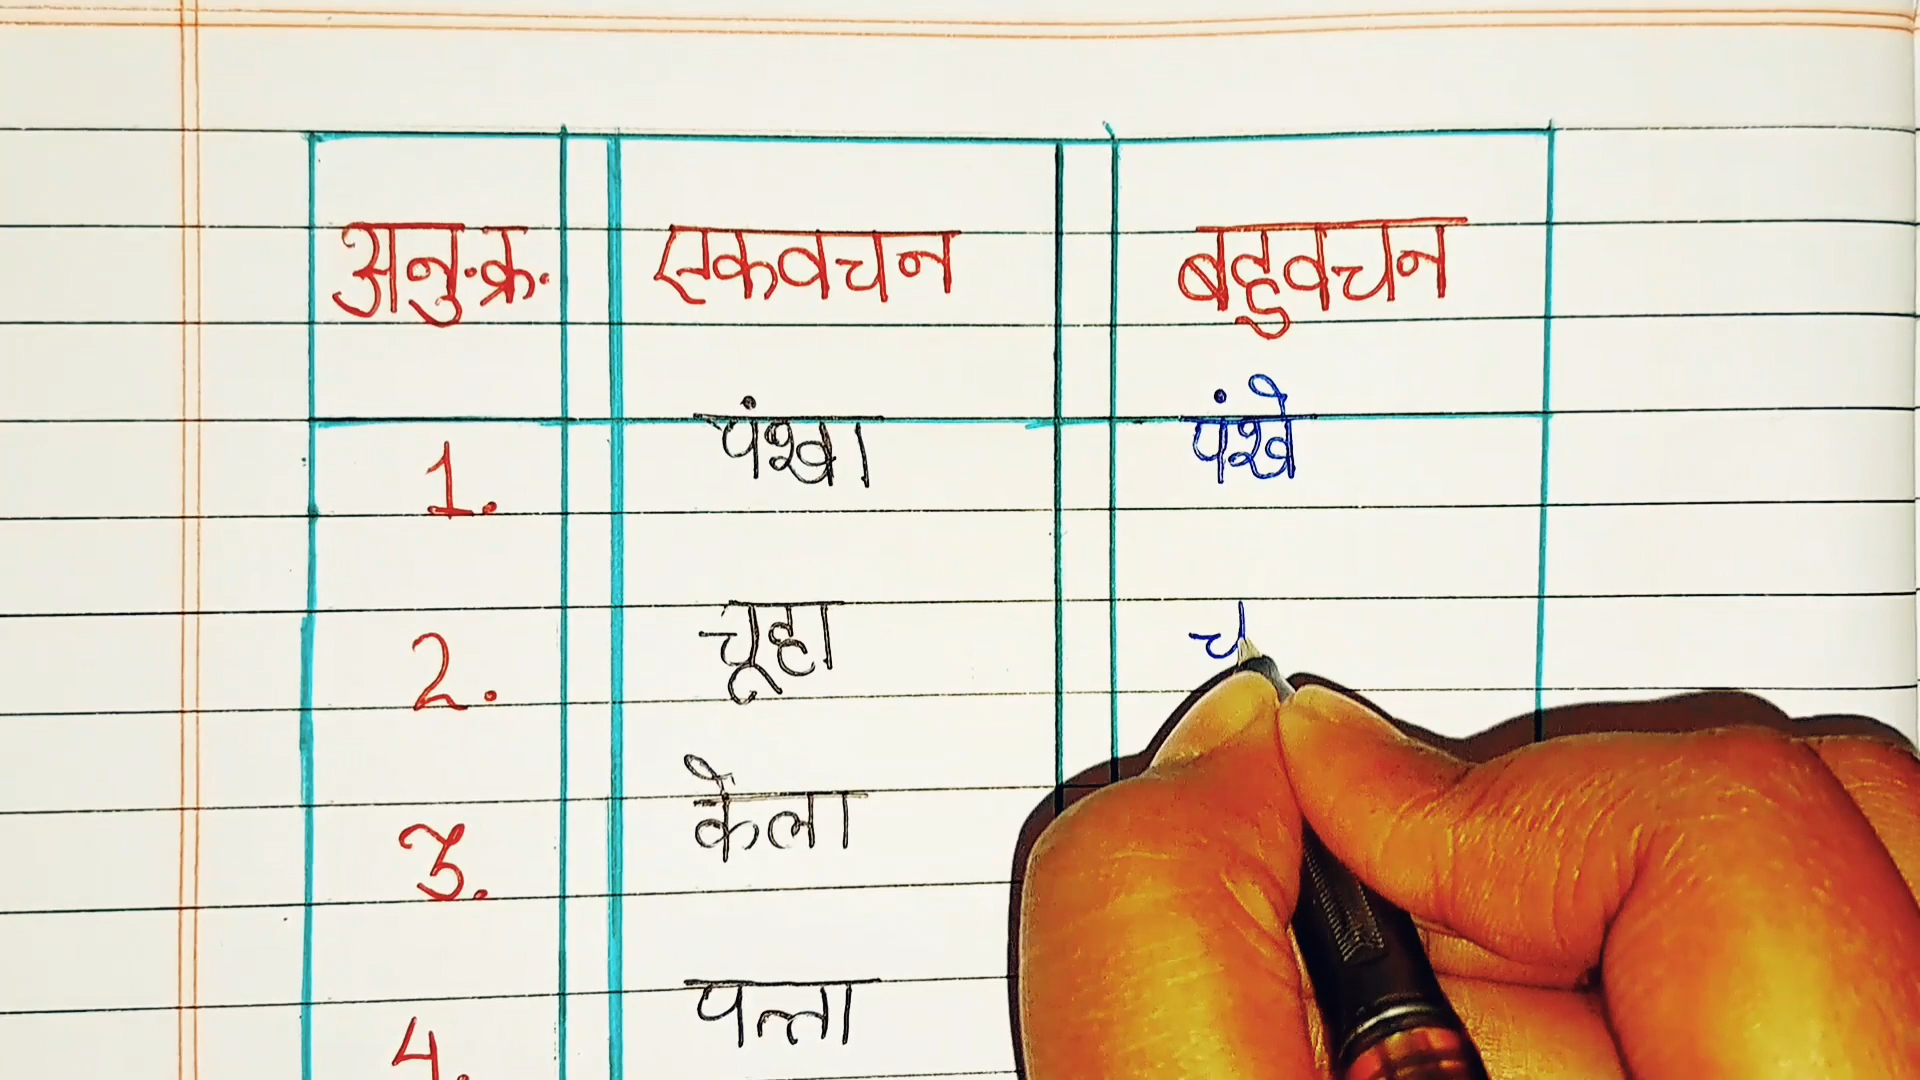 अनु.क्र. एकवचन बहुवचन
1. पंखा पंखे
2. चूहा च
3. केला
4. पत्ता